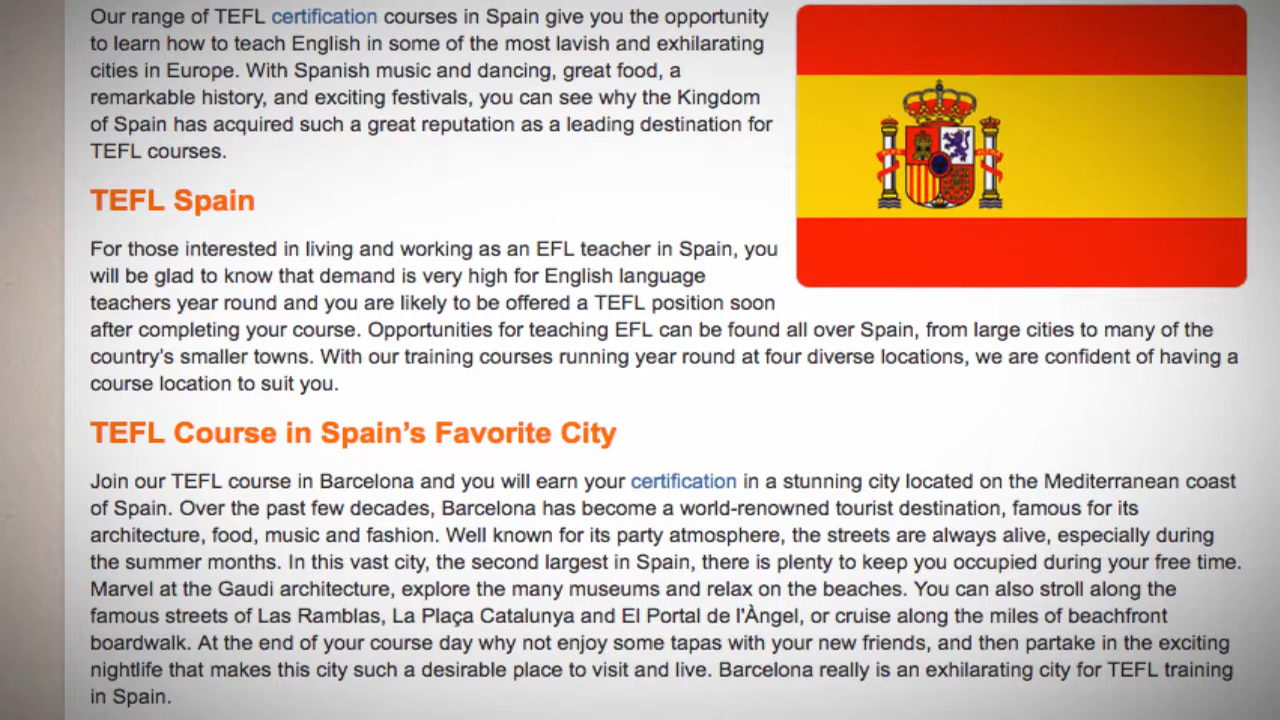 Our range of TEFL certification courses in Spain give you the opportunity
to learn how to teach English in some of the most lavish and exhilarating
cities in Europe. With Spanish music and dancing, great food, a
remarkable history, and exciting festivals, you can see why the Kingdom
of Spain has acquired such a great reputation as a leading destination for
TEFL courses.
TEFL Spain
For those interested in living and working as an EFL teacher in Spain, you
will be glad to know that demand is very high for English language
teachers year round and you are likely to be offered a TEFL position soon
after completing your course. Opportunities for teaching EFL can be found all over Spain, from large cities to many of the
country's smaller towns. With our training courses running year round at four diverse locations, we are confident of having a
course location to suit you.
TEFL Course in Spain’s Favorite City
Join our TEFL course in Barcelona and you will earn your certification in a stunning city located on the Mediterranean coast
of Spain. Over the past few decades, Barcelona has become a world-renowned tourist destination, famous for its
architecture, food, music and fashion. Well known for its party atmosphere, the streets are always alive, especially during
the summer months. In this vast city, the second largest in Spain, there is plenty to keep you occupied during your free time.
Marvel at the Gaudi architecture, explore the many museums and relax on the beaches. You can also stroll along the
famous streets of Las Ramblas, La Plaça Catalunya and El Portal de l'Àngel, or cruise along the miles of beachfront
boardwalk. At the end of your course day why not enjoy some tapas with your new friends, and then partake in the exciting
nightlife that makes this city such a desirable place to visit and live. Barcelona really is an exhilarating city for TEFL training
in Spain.